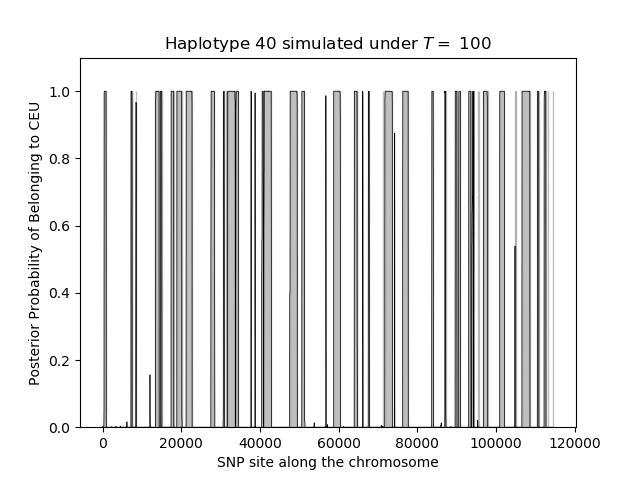 Haplotype 40 simulated under T = 100
Posterior Probability of Belonging to CEU
1.0
0.8
0.6
0.4
0.2
0.0
0 20000 40000 60000 80000 100000 120000
SNP site along the chromosome